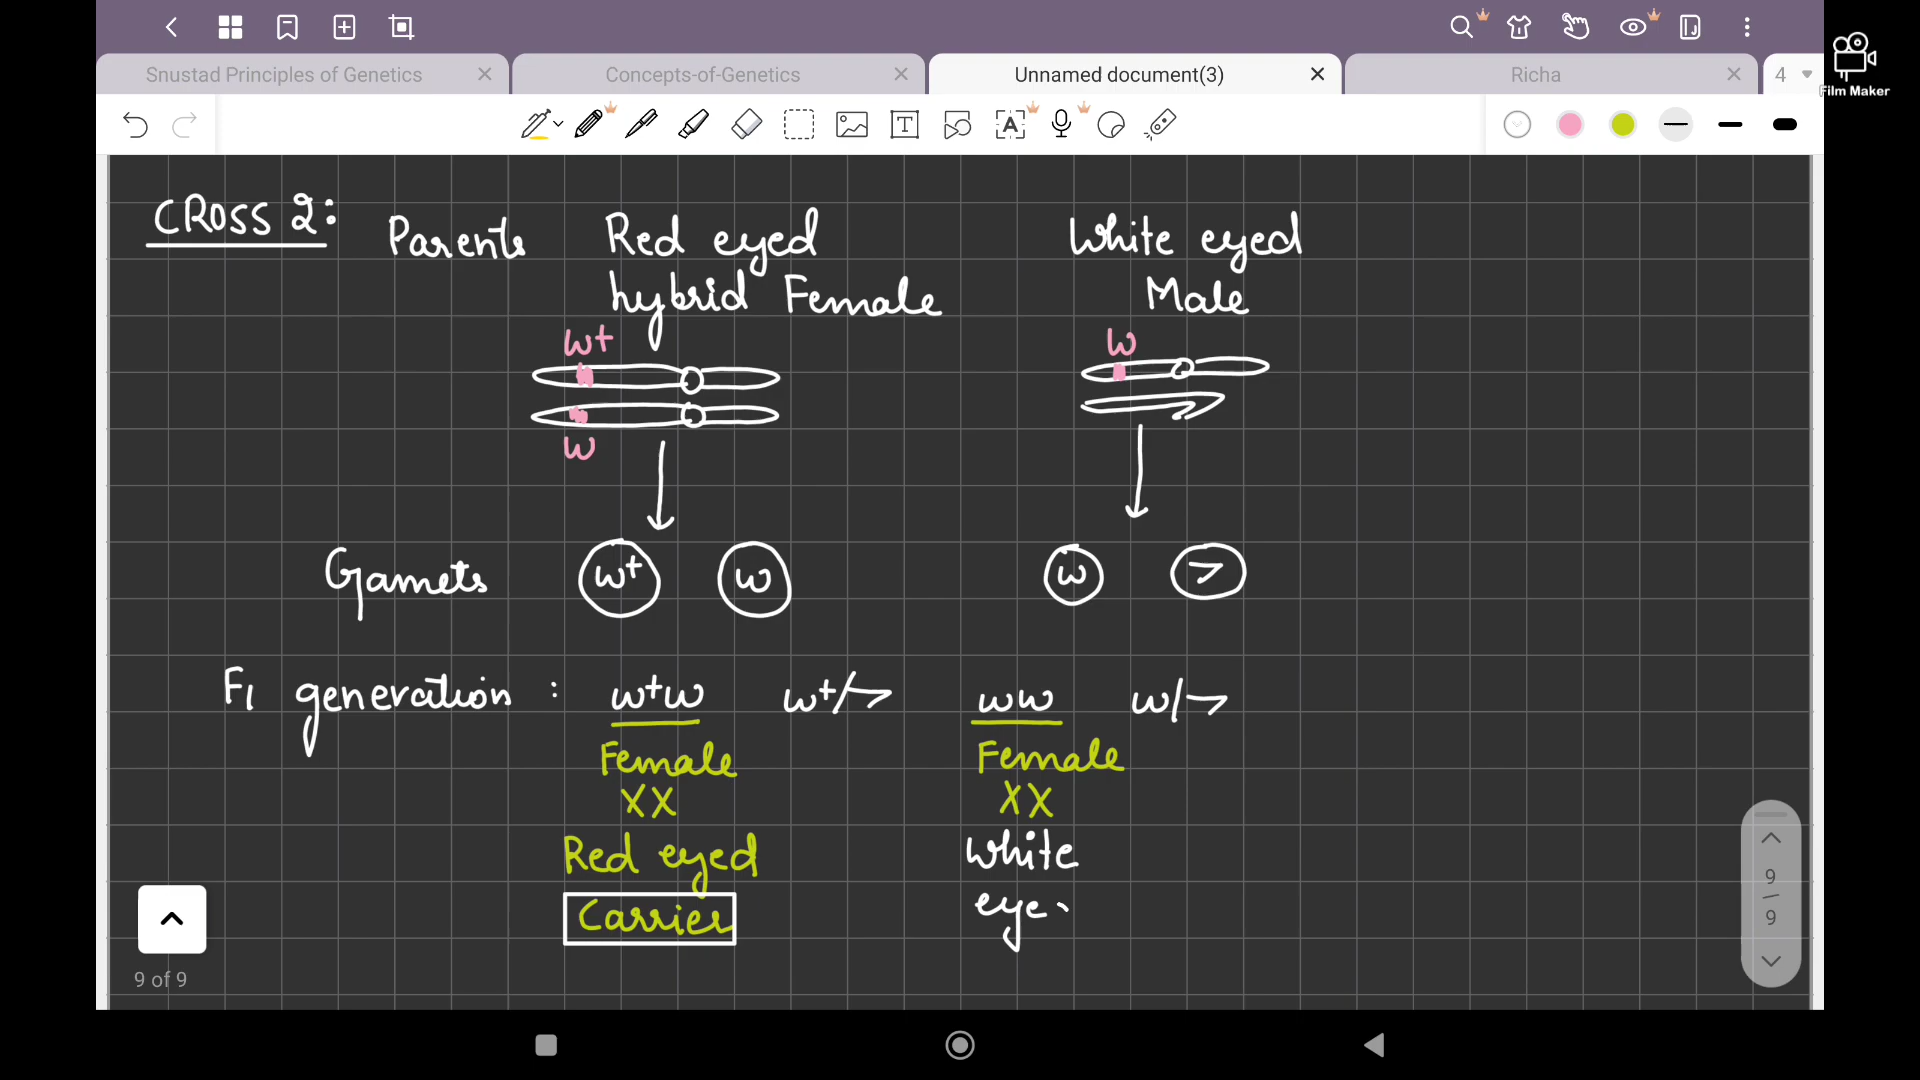 Film Maker
Snustad Principles of Genetics
Concepts-of-Genetics
Unnamed document(3)
Richa
4
CROSS 2:
Parents
Red eyed
hybrid Female
White eyed
Male
w+
w
w
Gamets
w+
w
w
F1 generation :
w+w
w+/
ww
w/
Female
XX
Red eyed
Carrier
Female
XX
White
eye
9
9
9 of 9